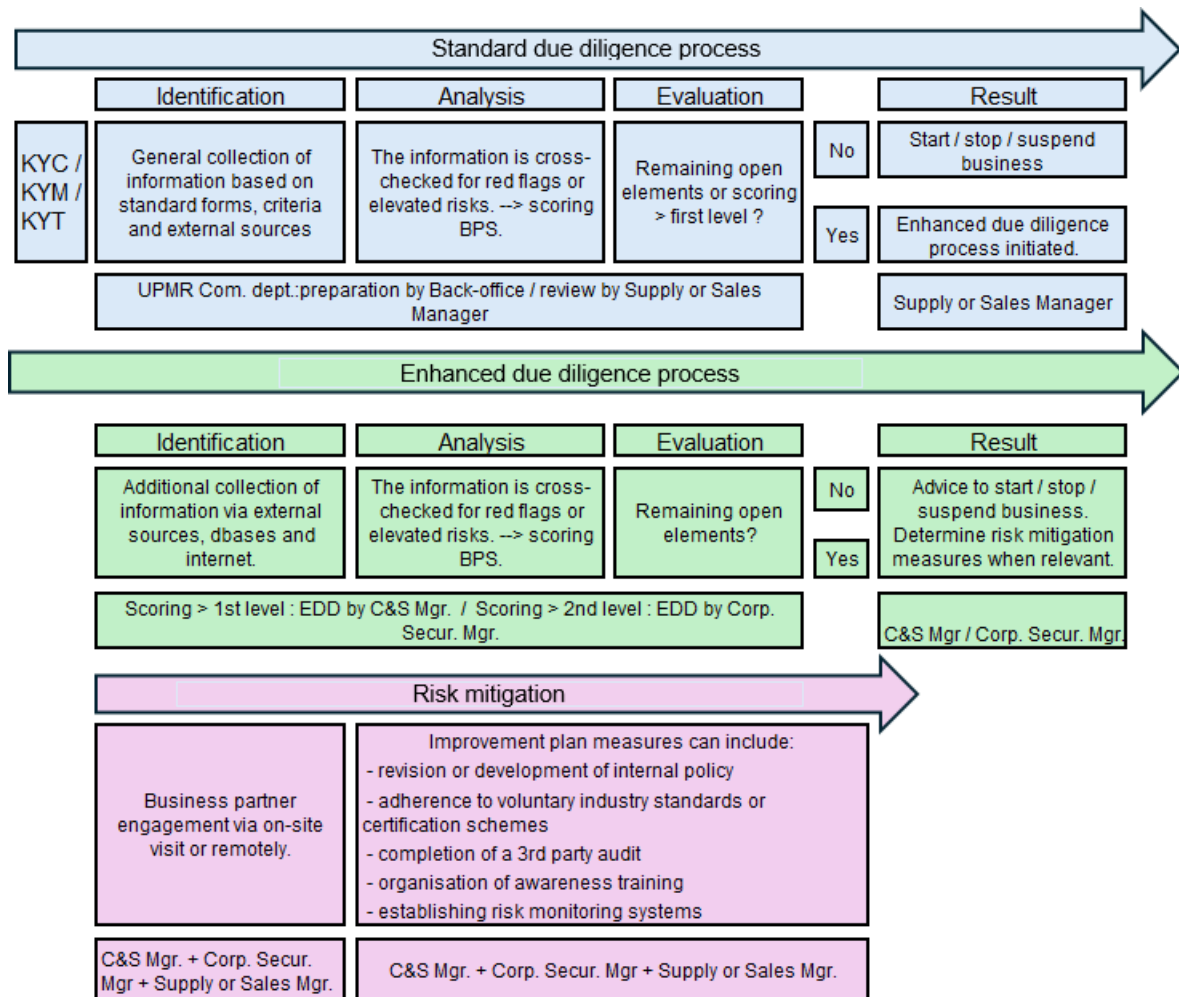 Standard due diligence process
Identification
Analysis
Evaluation
Result
KYC /
KYM /
KYT
General collection of
information based on
standard forms, criteria
and external sources
The information is cross-
checked for red flags or
elevated risks. --> scoring
BPS.
Remaining open
elements or scoring
> first level ?
No
Start / stop / suspend
business
Yes
Enhanced due diligence
process initiated.
UPMR Com. dept.:preparation by Back-office / review by Supply or Sales
Manager
Supply or Sales Manager
Enhanced due diligence process
Identification
Analysis
Evaluation
Result
Additional collection of
information via external
sources, dbases and
internet.
The information is cross-
checked for red flags or
elevated risks. --> scoring
BPS.
Remaining open
elements?
No
Yes
Advice to start / stop /
suspend business.
Determine risk mitigation
measures when relevant.
Scoring > 1st level : EDD by C&S Mgr. / Scoring > 2nd level : EDD by Corp.
Secur. Mgr.
C&S Mgr / Corp. Secur. Mgr.
Risk mitigation
Business partner
engagement via on-site
visit or remotely.
Improvement plan measures can include:
- revision or development of internal policy
- adherence to voluntary industry standards or
certification schemes
- completion of a 3rd party audit
- organisation of awareness training
- establishing risk monitoring systems
C&S Mgr. + Corp. Secur.
Mgr + Supply or Sales Mgr.
C&S Mgr. + Corp. Secur. Mgr + Supply or Sales Mgr.